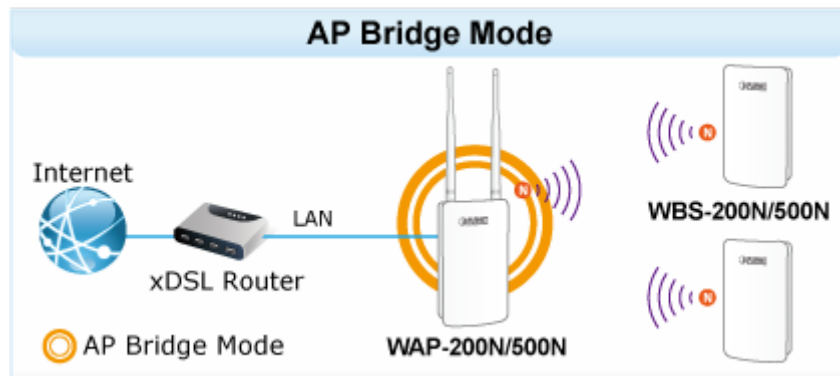 AP Bridge Mode
Internet
LAN
xDSL Router
N
N
WBS-200N/500N
N
AP Bridge Mode
WAP-200N/500N